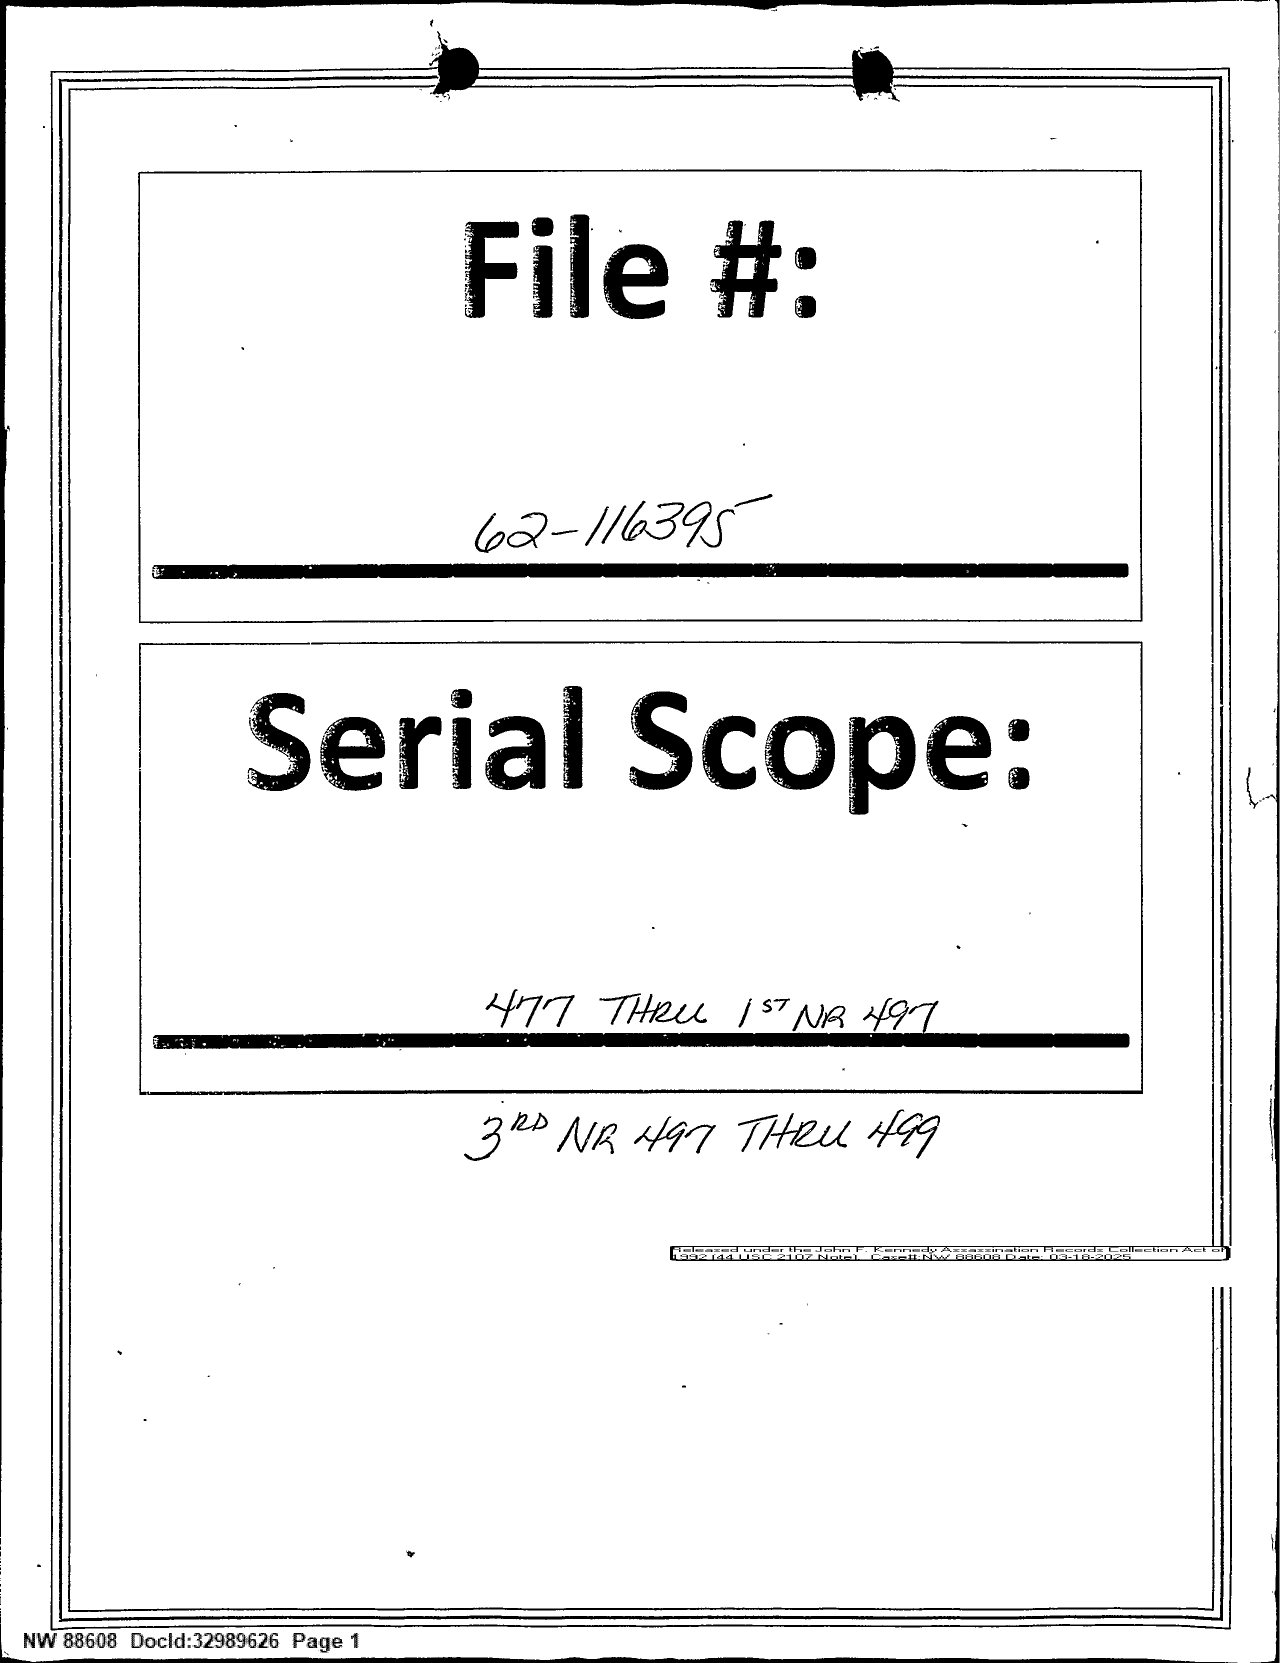 File #:
62-116395
Serial Scope:
477 THRU 1ST NR 497
3RD NR 497 THRU 499
Released under the John F. Kennedy Assassination Records Collection Act of
1992 (44 USC 2107 Note). Case#:NW 88608 Date: 03-18-2025
NW 88608 DocId:32989626 Page 1